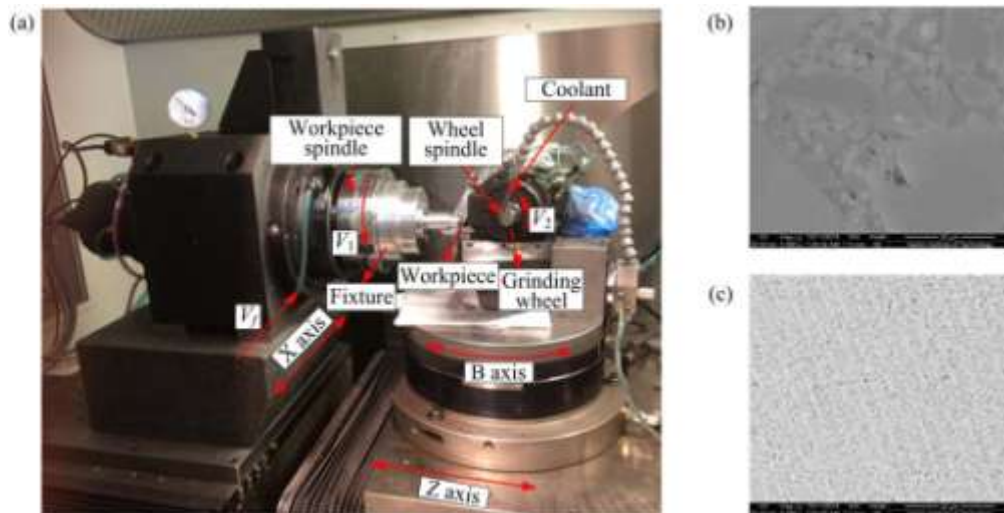 (a)
(b)
Coolant
Workpiece
spindle
Wheel
spindle
V₂
V₁
Workpiece
Grinding
wheel
Fixture
(c)
Vf
X axis
B axis
Z axis